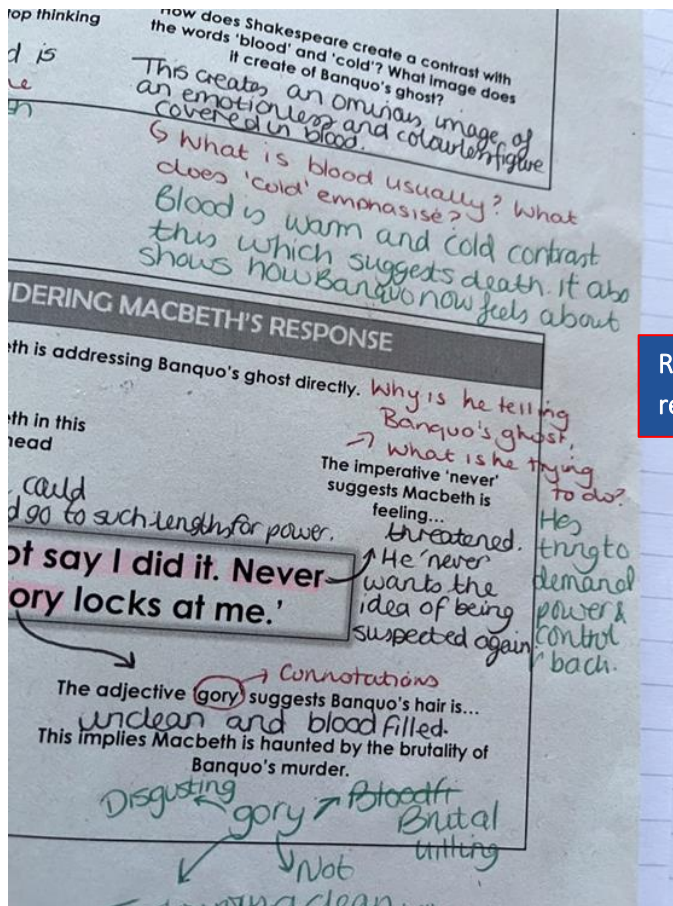 op thinking
How does Shakespeare create a contrast with
the words 'blood' and 'cold'? What image does
it create of Banquo's ghost?
d is
This creates an ominous image of
an emotionless and colourless figure
covered in blood.
↳ What is blood usually? What
does 'cold' emphasise?
Blood is warm and cold contrast
this which suggests death. It also
shows how Banquo now feels about
DERING MACBETH'S RESPONSE
eth is addressing Banquo's ghost directly.
Why is he telling
Banquo's ghost,
→ What is he trying
to do?
eth in this
nead
The imperative 'never'
suggests Macbeth is
feeling...
threatened.
could
d go to such lengths for power.
He 'never
wants the
idea of being
suspected again
Hes
tring to
demand
power &
control
back.
ot say I did it. Never
ory locks at me.'
→ Connotations
The adjective gory suggests Banquo's hair is...
unclean and blood filled.
This implies Macbeth is haunted by the brutality of
Banquo's murder.
Disgusting
gory
Brutal
Not
clean
R
re